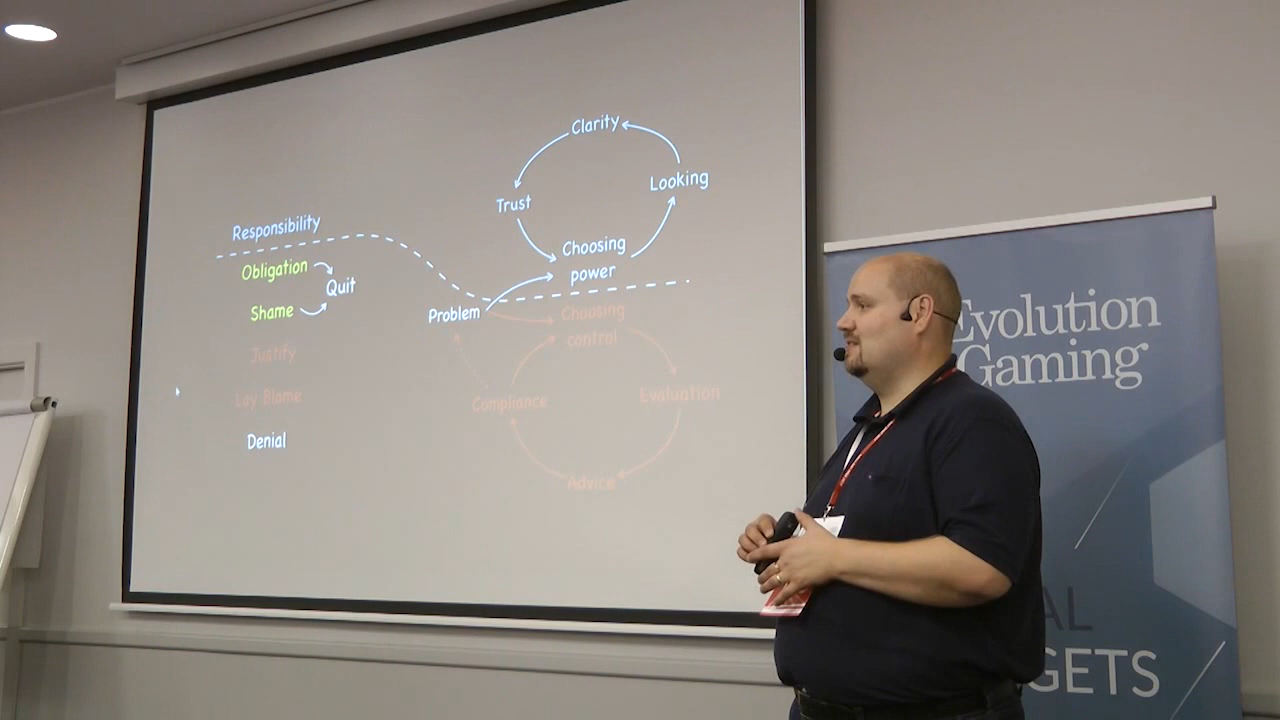 Clarity
Looking
Trust
Responsibility
Choosing
power
Obligation
Quit
Shame
Problem
Choosing
control
Justify
Lay Blame
Compliance
Evaluation
Denial
Advice
Evolution
Gaming
AL
GETS